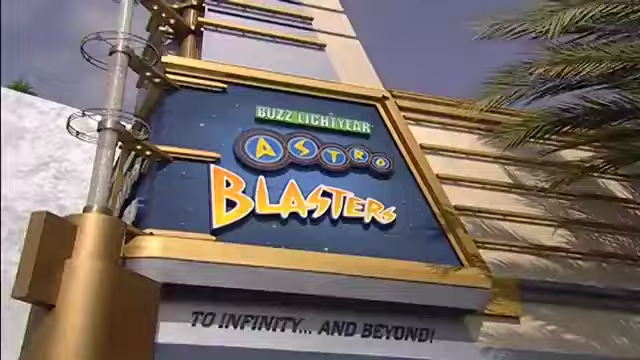 BUZZ LIGHTYEAR
ASTRO
BLASTERS
TO INFINITY... AND BEYOND!